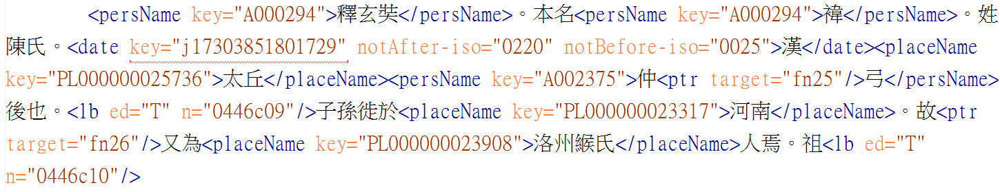 <persName key="A000294">釋玄奘</persName>。本名<persName key="A000294">禕</persName>。姓
陳氏。<date key="j17303851801729" notAfter-iso="0220" notBefore-iso="0025">漢</date><placeName
key="PL000000025736">太丘</placeName><persName key="A002375">仲<ptr target="fn25"/>弓</persName>
後也。<lb ed="T" n="0446c09"/>子孫徙於<placeName key="PL000000023317">河南</placeName>。故<ptr
target="fn26"/>又為<placeName key="PL000000023908">洛州緱氏</placeName>人焉。祖<lb ed="T"
n="0446c10"/>